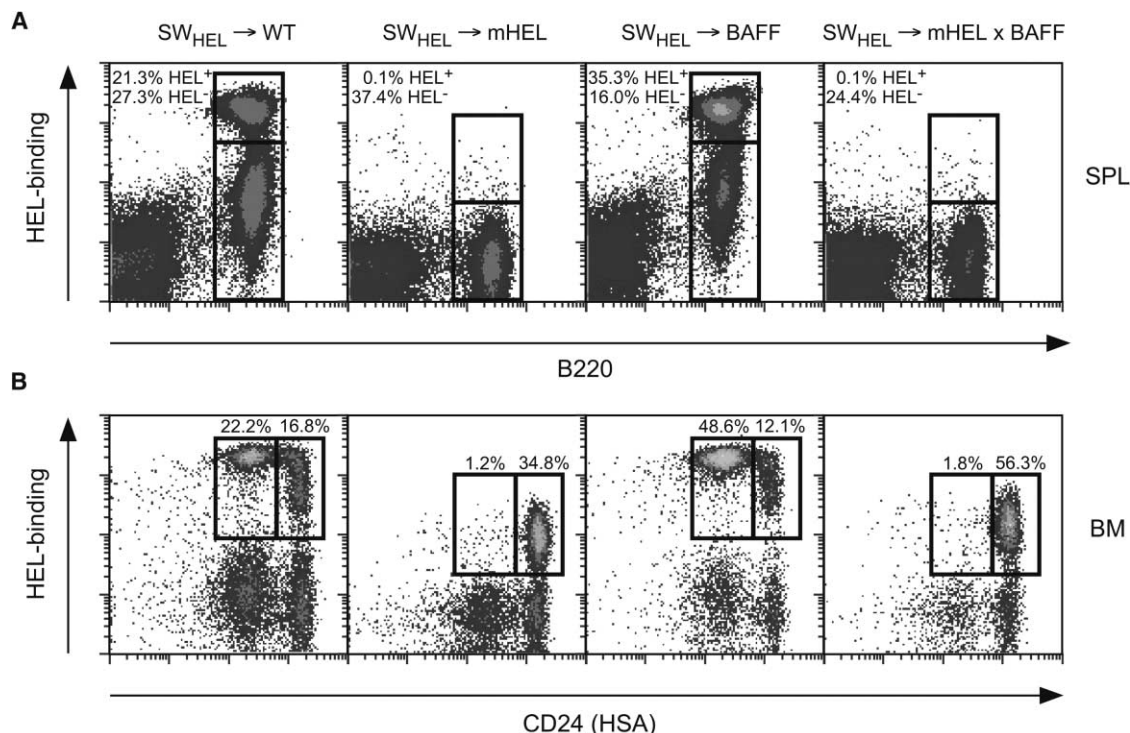 A
SW_HEL → WT
SW_HEL → mHEL
SW_HEL → BAFF
SW_HEL → mHEL x BAFF
HEL-binding
21.3% HEL⁺
27.3% HEL⁻
0.1% HEL⁺
37.4% HEL⁻
35.3% HEL⁺
16.0% HEL⁻
0.1% HEL⁺
24.4% HEL⁻
SPL
B220
B
HEL-binding
22.2% 16.8%
1.2% 34.8%
48.6% 12.1%
1.8% 56.3%
BM
CD24 (HSA)